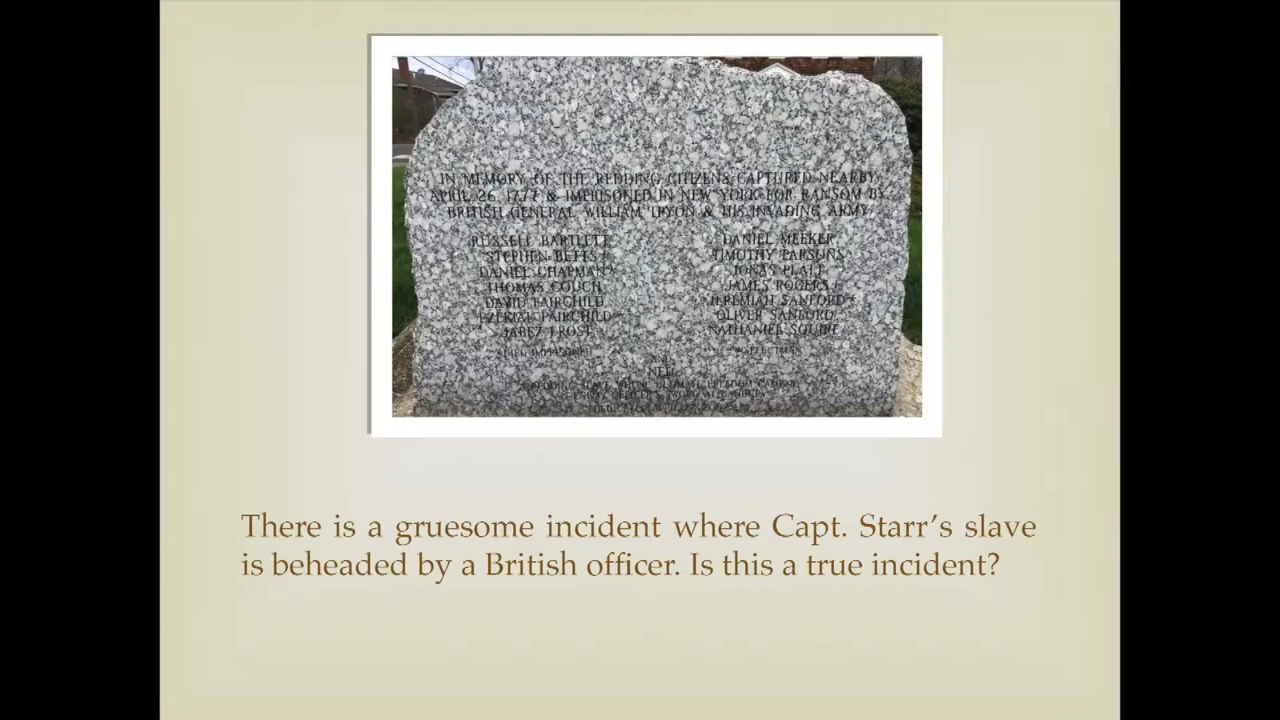 IN MEMORY OF THE REDDING CITIZENS CAPTURED NEARBY
APRIL 26, 1777 & IMPRISONED IN NEW YORK FOR RANSOM BY
BRITISH GENERAL WILLIAM TRYON & HIS INVADING ARMY
RUSSELL BARTLETT
STEPHEN BETTS
DANIEL CHAPMAN
THOMAS COUCH
DAVID FAIRCHILD
EZEKIAL FAIRCHILD
JABEZ FROST
DANIEL MEEKER
TIMOTHY PARSONS
JONAS PLATT
JAMES ROGERS
JEREMIAH SANFORD
OLIVER SANFORD
NATHANIEL SQUIRE
There is a gruesome incident where Capt. Starr’s slave
is beheaded by a British officer. Is this a true incident?